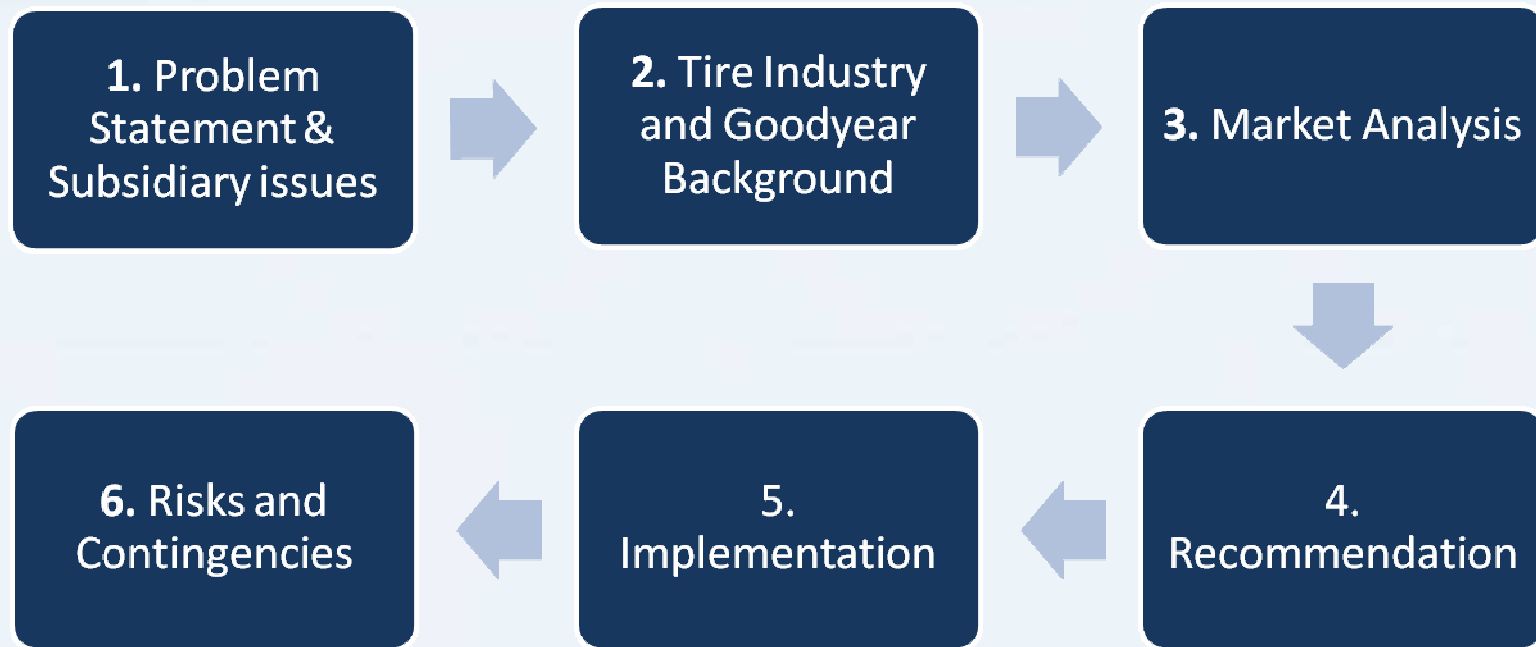 1. Problem
Statement &
Subsidiary issues
2. Tire Industry
and Goodyear
Background
3. Market Analysis
4.
Recommendation
5.
Implementation
6. Risks and
Contingencies